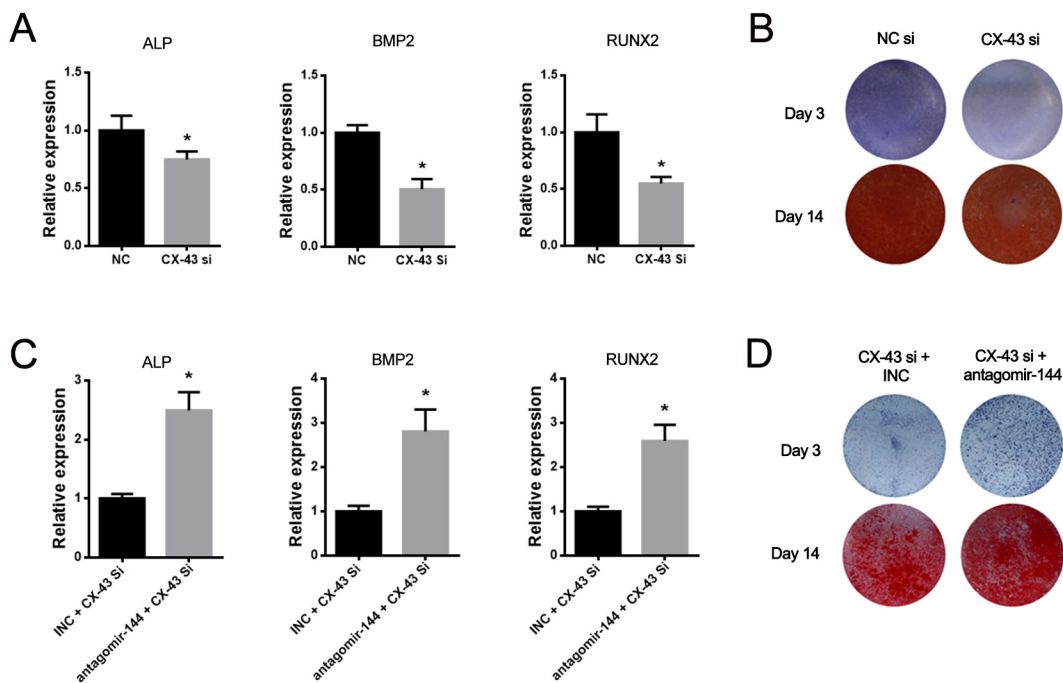 A
ALP
BMP2
RUNX2
Relative expression
1.5
1.0
0.5
0.0
*
NC
CX-43 si
Relative expression
1.5
1.0
0.5
0.0
*
NC
CX-43 Si
Relative expression
1.5
1.0
0.5
0.0
*
NC
CX-43 Si
B
NC si
CX-43 si
Day 3
Day 14
C
ALP
BMP2
RUNX2
Relative expression
3
2
1
0
*
INC + CX-43 Si
antagomir-144 + CX-43 Si
Relative expression
4
3
2
1
0
*
INC + CX-43 Si
antagomir-144 + CX-43 Si
Relative expression
4
3
2
1
0
*
INC + CX-43 Si
antagomir-144 + CX-43 Si
D
CX-43 si +
INC
CX-43 si +
antagomir-144
Day 3
Day 14